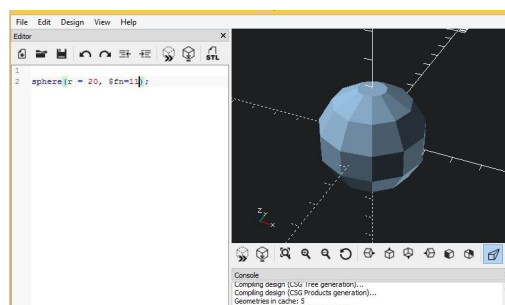 File Edit Design View Help
Editor ×
STL
1
2 sphere(r = 20, $fn=11);
z
y
x
Console
Compiling design (CSG Tree generation)...
Compiling design (CSG Products generation)...
Geometries in cache: 5